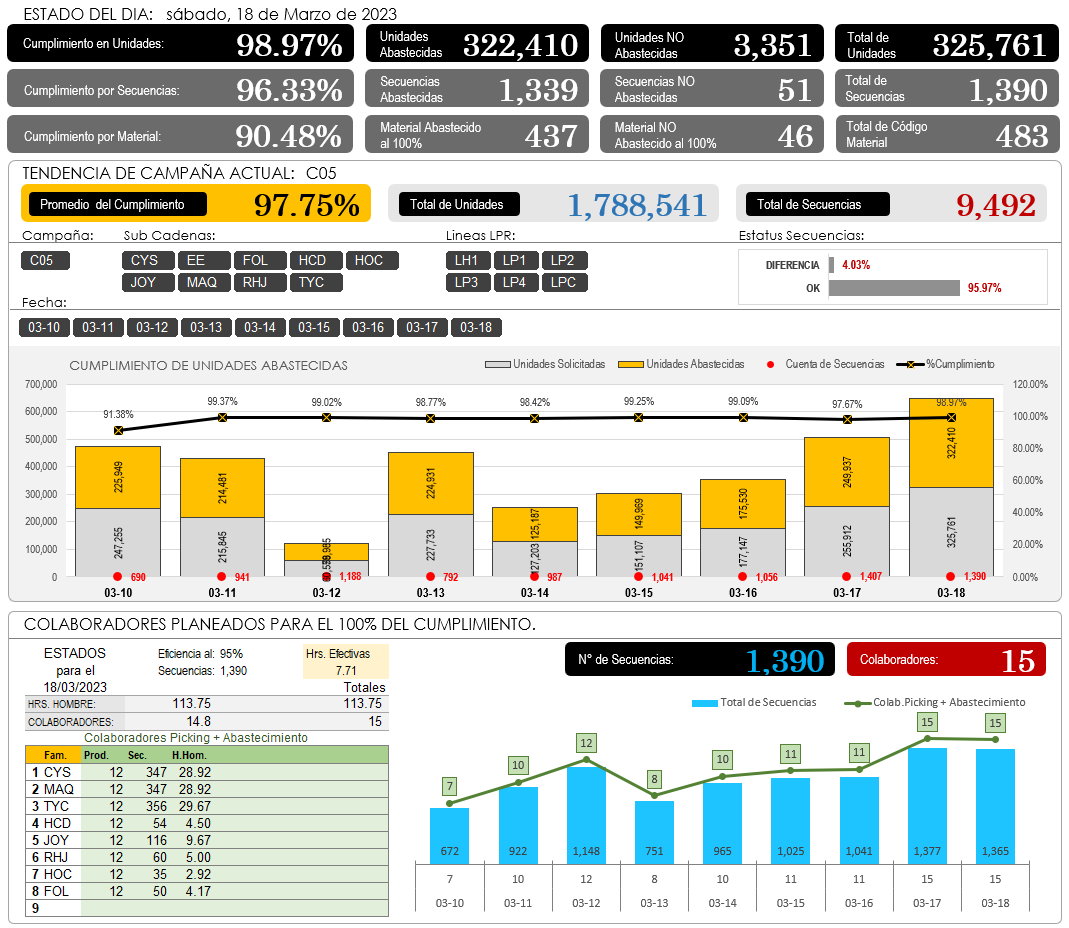 ESTADO DEL DIA: sábado, 18 de Marzo de 2023
Cumplimiento en Unidades: 98.97%
Unidades Abastecidas 322,410
Unidades NO Abastecidas 3,351
Total de Unidades 325,761
Cumplimiento por Secuencias: 96.33%
Secuencias Abastecidas 1,339
Secuencias NO Abastecidas 51
Total de Secuencias 1,390
Cumplimiento por Material: 90.48%
Material Abastecido al 100% 437
Material NO Abastecido al 100% 46
Total de Código Material 483
TENDENCIA DE CAMPAÑA ACTUAL: C05
Promedio del Cumplimiento 97.75%
Total de Unidades 1,788,541
Total de Secuencias 9,492
Campaña:
C05
Sub Cadenas:
CYS EE FOL HCD HOC
JOY MAQ RHJ TYC
Lineas LPR:
LH1 LP1 LP2
LP3 LP4 LPC
Estatus Secuencias:
DIFERENCIA 4.03%
OK 95.97%
Fecha:
03-10 03-11 03-12 03-13 03-14 03-15 03-16 03-17 03-18
CUMPLIMIENTO DE UNIDADES ABASTECIDAS
Unidades Solicitadas Unidades Abastecidas Cuenta de Secuencias %Cumplimiento
700,000 120.00%
600,000 100.00%
500,000 80.00%
400,000 60.00%
300,000 40.00%
200,000 20.00%
100,000 0.00%
0
91.38% 99.37% 99.02% 98.77% 98.42% 99.25% 99.09% 97.67% 98.97%
225,949 214,481 224,931 125,187 149,969 175,530 249,937 322,410
247,255 215,845 227,733 127,203 151,107 177,147 255,912 325,761
690 941 1,188 792 987 1,041 1,056 1,407 1,390
03-10 03-11 03-12 03-13 03-14 03-15 03-16 03-17 03-18
COLABORADORES PLANEADOS PARA EL 100% DEL CUMPLIMIENTO.
ESTADOS para el 18/03/2023
Eficiencia al: 95%
Secuencias: 1,390
Hrs. Efectivas
7.71
Totales
HRS. HOMBRE: 113.75 113.75
COLABORADORES: 14.8 15
Colaboradores Picking + Abastecimiento
Fam. Prod. Sec. H.Hom.
1 CYS 12 347 28.92
2 MAQ 12 347 28.92
3 TYC 12 356 29.67
4 HCD 12 54 4.50
5 JOY 12 116 9.67
6 RHJ 12 60 5.00
7 HOC 12 35 2.92
8 FOL 12 50 4.17
9
N° de Secuencias: 1,390
Colaboradores: 15
Total de Secuencias Colab.Picking + Abastecimiento
7 10 12 8 10 11 11 15 15
672 922 1,148 751 965 1,025 1,041 1,377 1,365
7 10 12 8 10 11 11 15 15
03-10 03-11 03-12 03-13 03-14 03-15 03-16 03-17 03-18